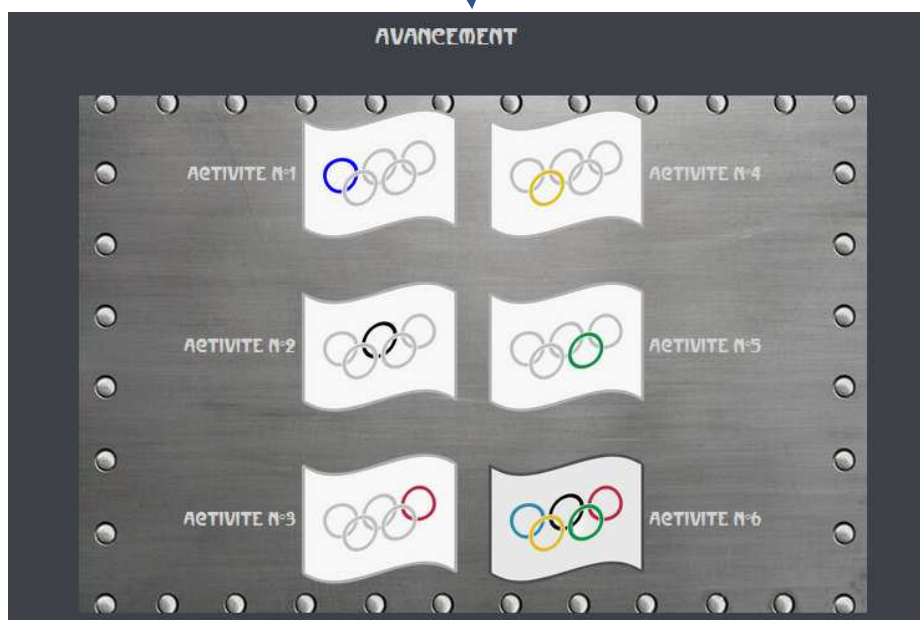 AVANCEMENT
ACTIVITE N°1
ACTIVITE N°4
ACTIVITE N°2
ACTIVITE N°5
ACTIVITE N°3
ACTIVITE N°6